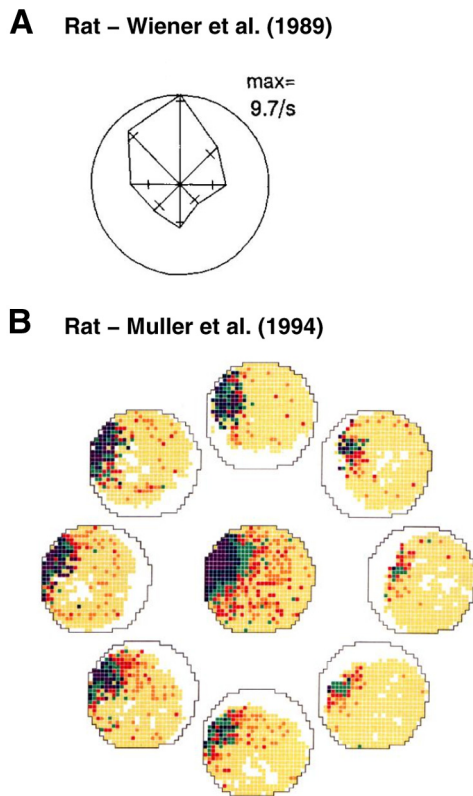 A Rat – Wiener et al. (1989)
max=
9.7/s
B Rat – Muller et al. (1994)